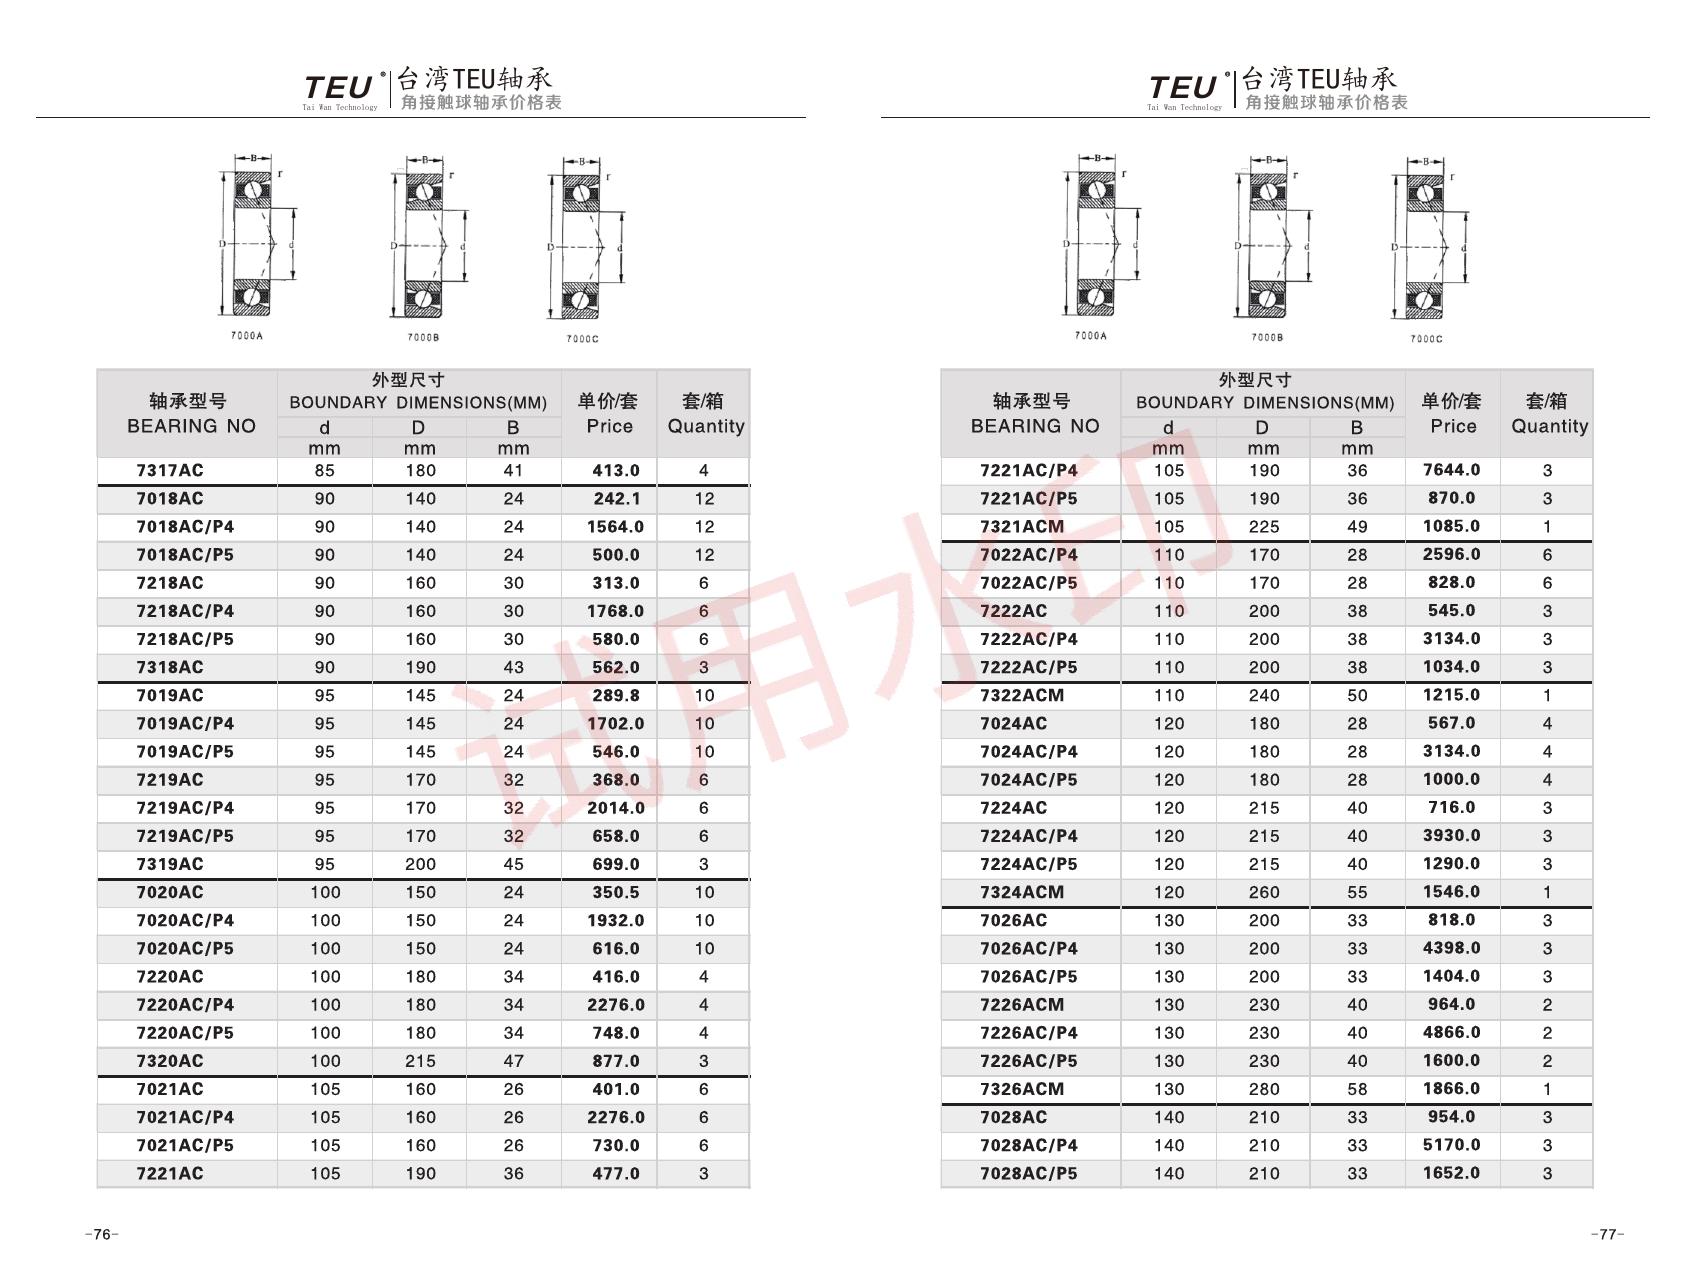 TEU® 台湾TEU轴承
Tai Wan Technology 角接触球轴承价格表
B r D d
B r D d
B r D d
7000A 7000B 7000C
轴承型号 外型尺寸 单价/套 套/箱
BEARING NO BOUNDARY DIMENSIONS(MM) Price Quantity
d D B
mm mm mm
7317AC 85 180 41 413.0 4
7018AC 90 140 24 242.1 12
7018AC/P4 90 140 24 1564.0 12
7018AC/P5 90 140 24 500.0 12
7218AC 90 160 30 313.0 6
7218AC/P4 90 160 30 1768.0 6
7218AC/P5 90 160 30 580.0 6
7318AC 90 190 43 562.0 3
7019AC 95 145 24 289.8 10
7019AC/P4 95 145 24 1702.0 10
7019AC/P5 95 145 24 546.0 10
7219AC 95 170 32 368.0 6
7219AC/P4 95 170 32 2014.0 6
7219AC/P5 95 170 32 658.0 6
7319AC 95 200 45 699.0 3
7020AC 100 150 24 350.5 10
7020AC/P4 100 150 24 1932.0 10
7020AC/P5 100 150 24 616.0 10
7220AC 100 180 34 416.0 4
7220AC/P4 100 180 34 2276.0 4
7220AC/P5 100 180 34 748.0 4
7320AC 100 215 47 877.0 3
7021AC 105 160 26 401.0 6
7021AC/P4 105 160 26 2276.0 6
7021AC/P5 105 160 26 730.0 6
7221AC 105 190 36 477.0 3
-76-
TEU® 台湾TEU轴承
Tai Wan Technology 角接触球轴承价格表
B r D d
B r D d
B r D d
7000A 7000B 7000C
轴承型号 外型尺寸 单价/套 套/箱
BEARING NO BOUNDARY DIMENSIONS(MM) Price Quantity
d D B
mm mm mm
7221AC/P4 105 190 36 7644.0 3
7221AC/P5 105 190 36 870.0 3
7321ACM 105 225 49 1085.0 1
7022AC/P4 110 170 28 2596.0 6
7022AC/P5 110 170 28 828.0 6
7222AC 110 200 38 545.0 3
7222AC/P4 110 200 38 3134.0 3
7222AC/P5 110 200 38 1034.0 3
7322ACM 110 240 50 1215.0 1
7024AC 120 180 28 567.0 4
7024AC/P4 120 180 28 3134.0 4
7024AC/P5 120 180 28 1000.0 4
7224AC 120 215 40 716.0 3
7224AC/P4 120 215 40 3930.0 3
7224AC/P5 120 215 40 1290.0 3
7324ACM 120 260 55 1546.0 1
7026AC 130 200 33 818.0 3
7026AC/P4 130 200 33 4398.0 3
7026AC/P5 130 200 33 1404.0 3
7226ACM 130 230 40 964.0 2
7226AC/P4 130 230 40 4866.0 2
7226AC/P5 130 230 40 1600.0 2
7326ACM 130 280 58 1866.0 1
7028AC 140 210 33 954.0 3
7028AC/P4 140 210 33 5170.0 3
7028AC/P5 140 210 33 1652.0 3
-77-
试用水印